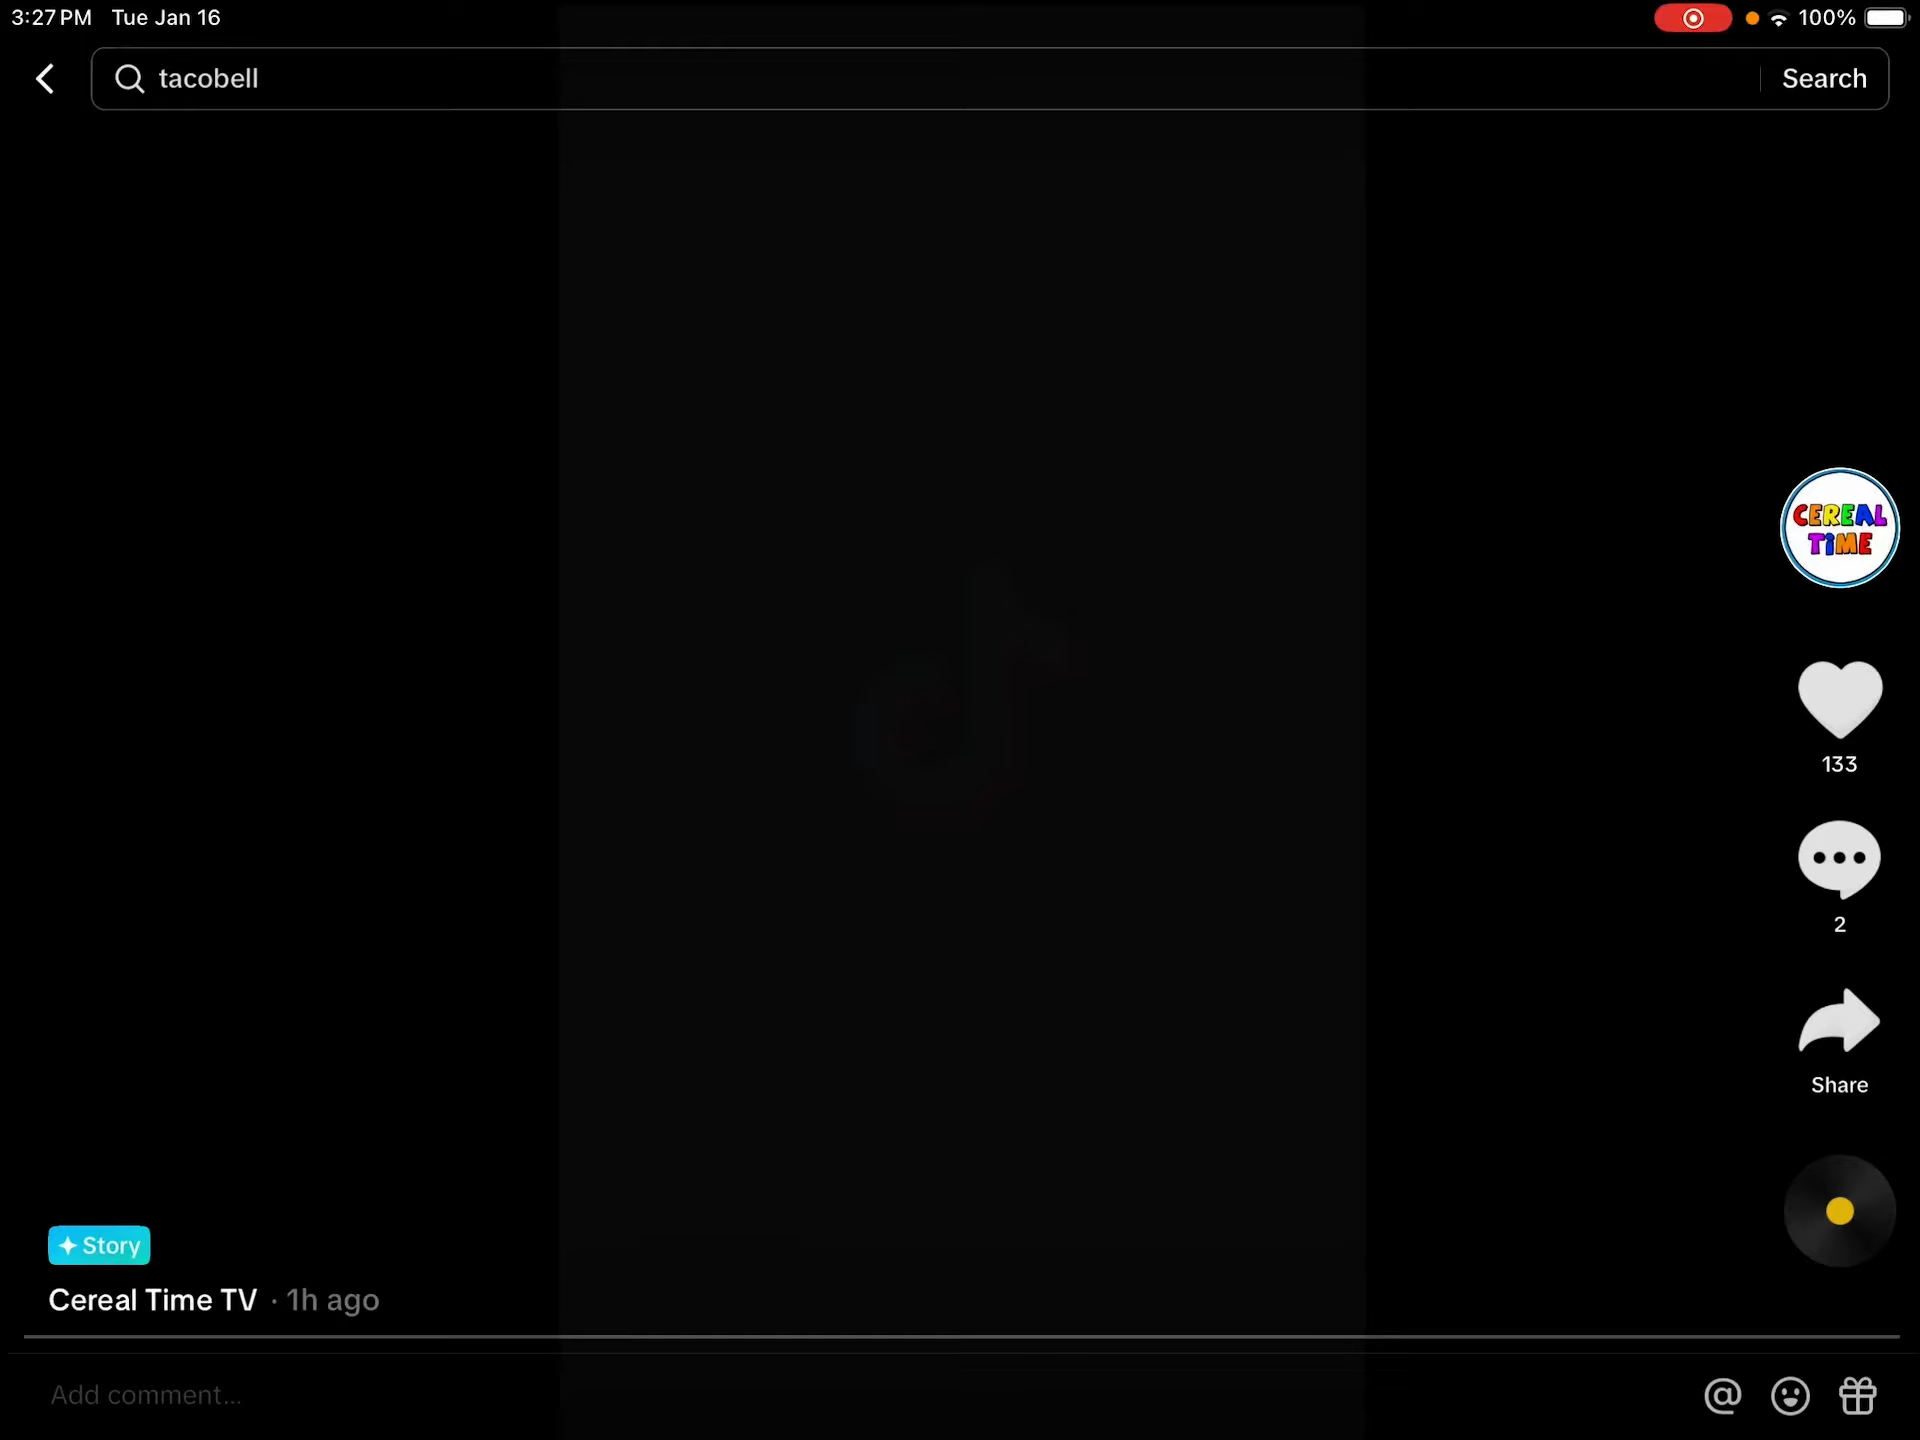 3:27 PM Tue Jan 16
100%
tacobell
Search
CEREAL
TIME
133
2
Share
Story
Cereal Time TV · 1h ago
Add comment...